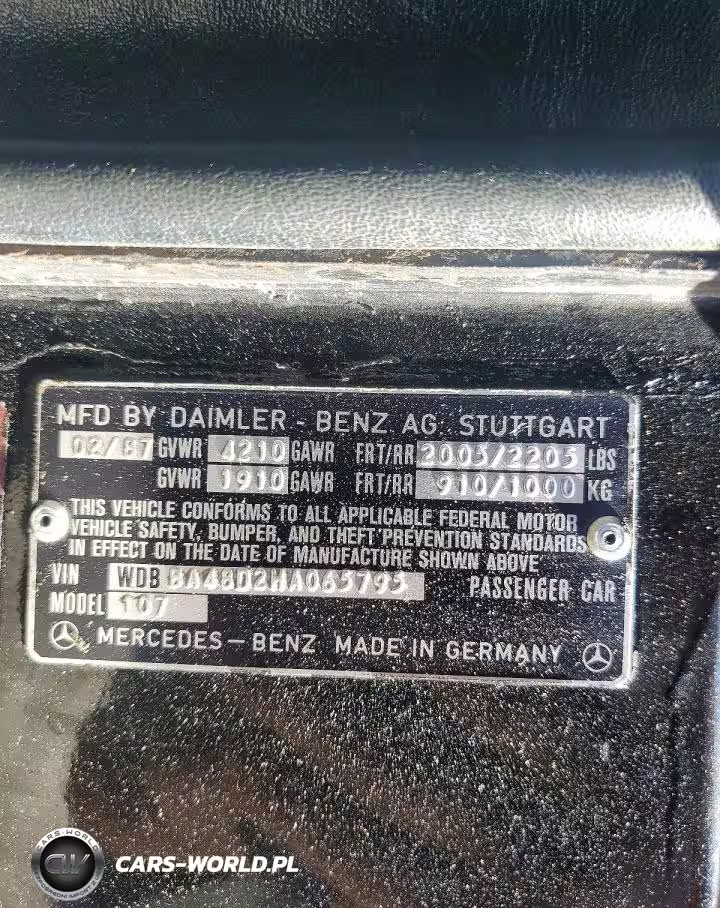 MFD BY DAIMLER - BENZ AG. STUTTGART
02/87 GVWR 4210 GAWR FRT/RR 2005/2205 LBS
GVWR 1910 GAWR FRT/RR 910/1000 KG
THIS VEHICLE CONFORMS TO ALL APPLICABLE FEDERAL MOTOR
VEHICLE SAFETY, BUMPER, AND THEFT PREVENTION STANDARDS
IN EFFECT ON THE DATE OF MANUFACTURE SHOWN ABOVE
VIN WDB BA48D2HA065795 PASSENGER CAR
MODEL 107
MERCEDES-BENZ MADE IN GERMANY
CARS-WORLD
CW
CARS-WORLD.PL